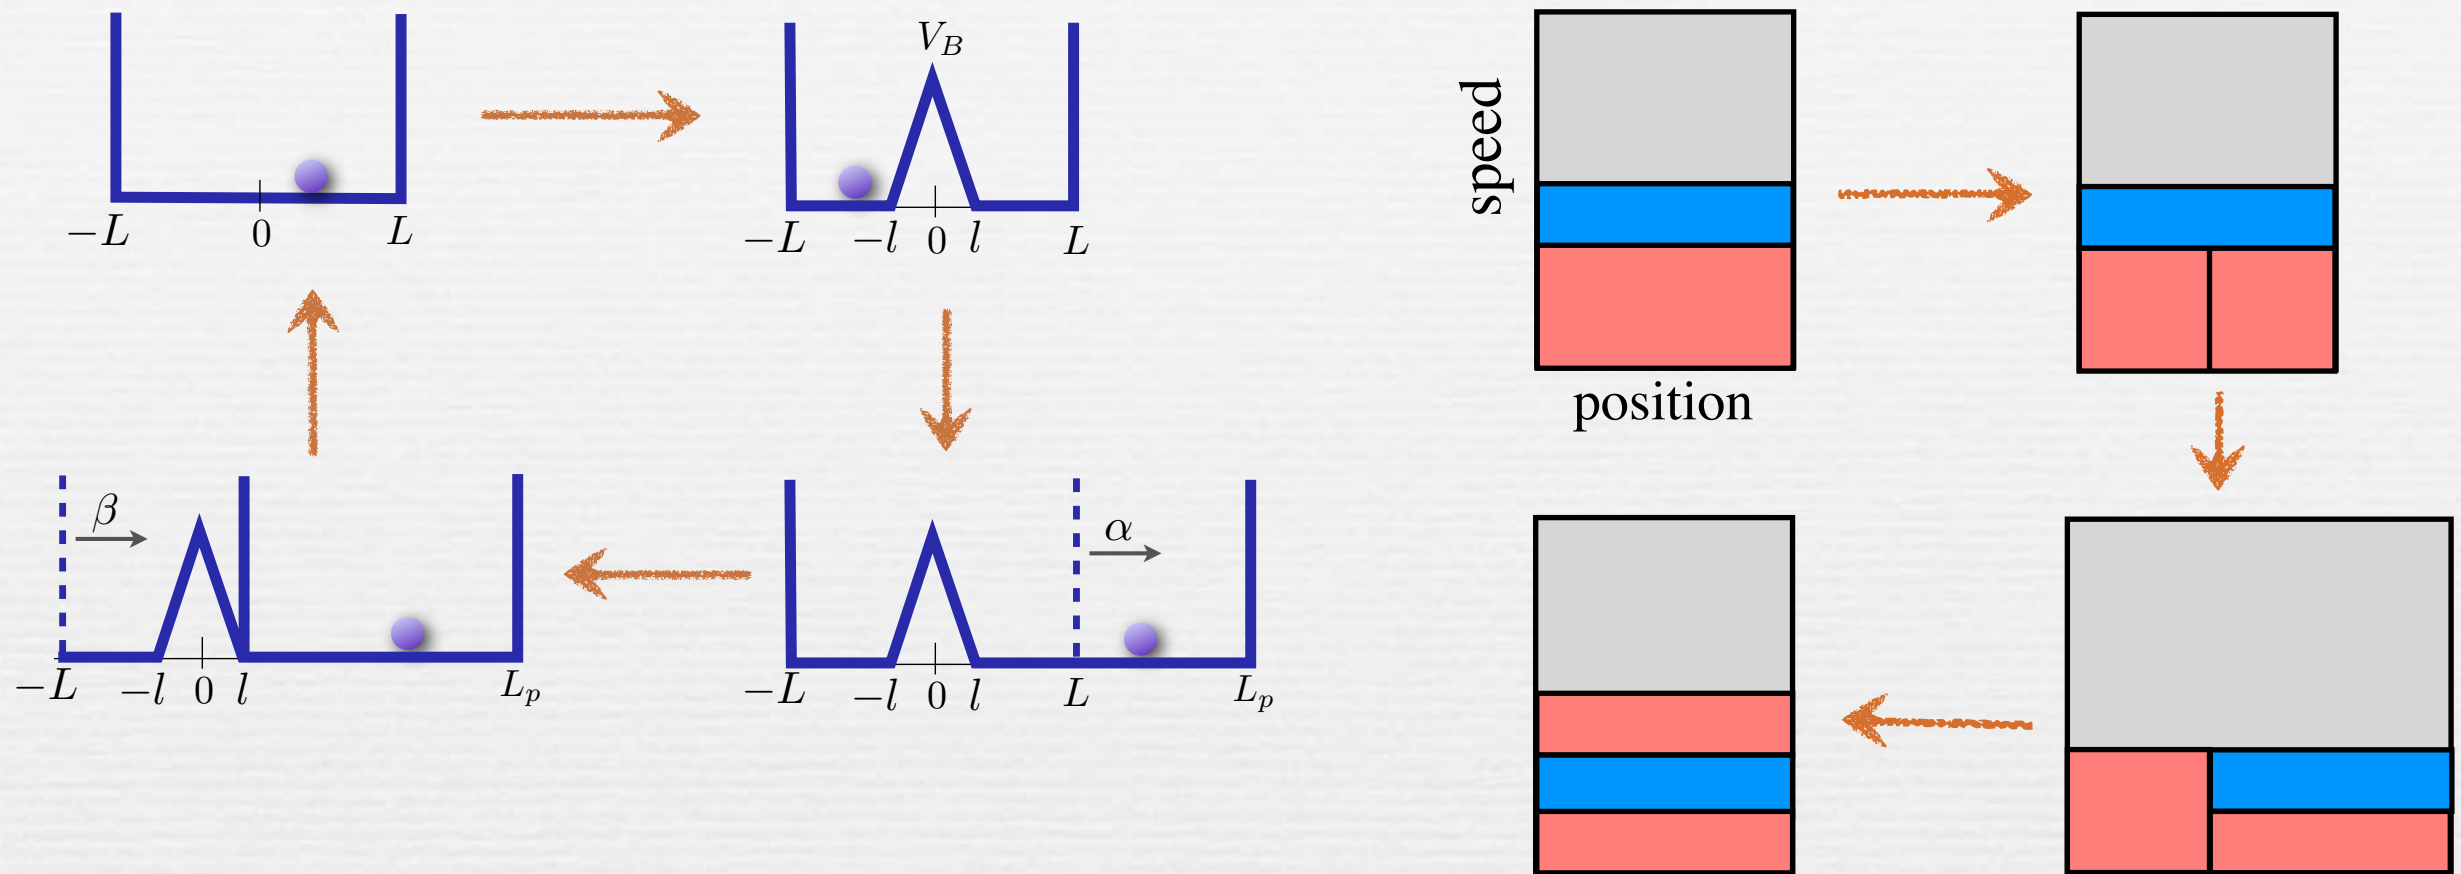 V_B
−L 0 L
−L −l 0 l L
speed
position
β
−L −l 0 l L_p
α
−L −l 0 l L L_p